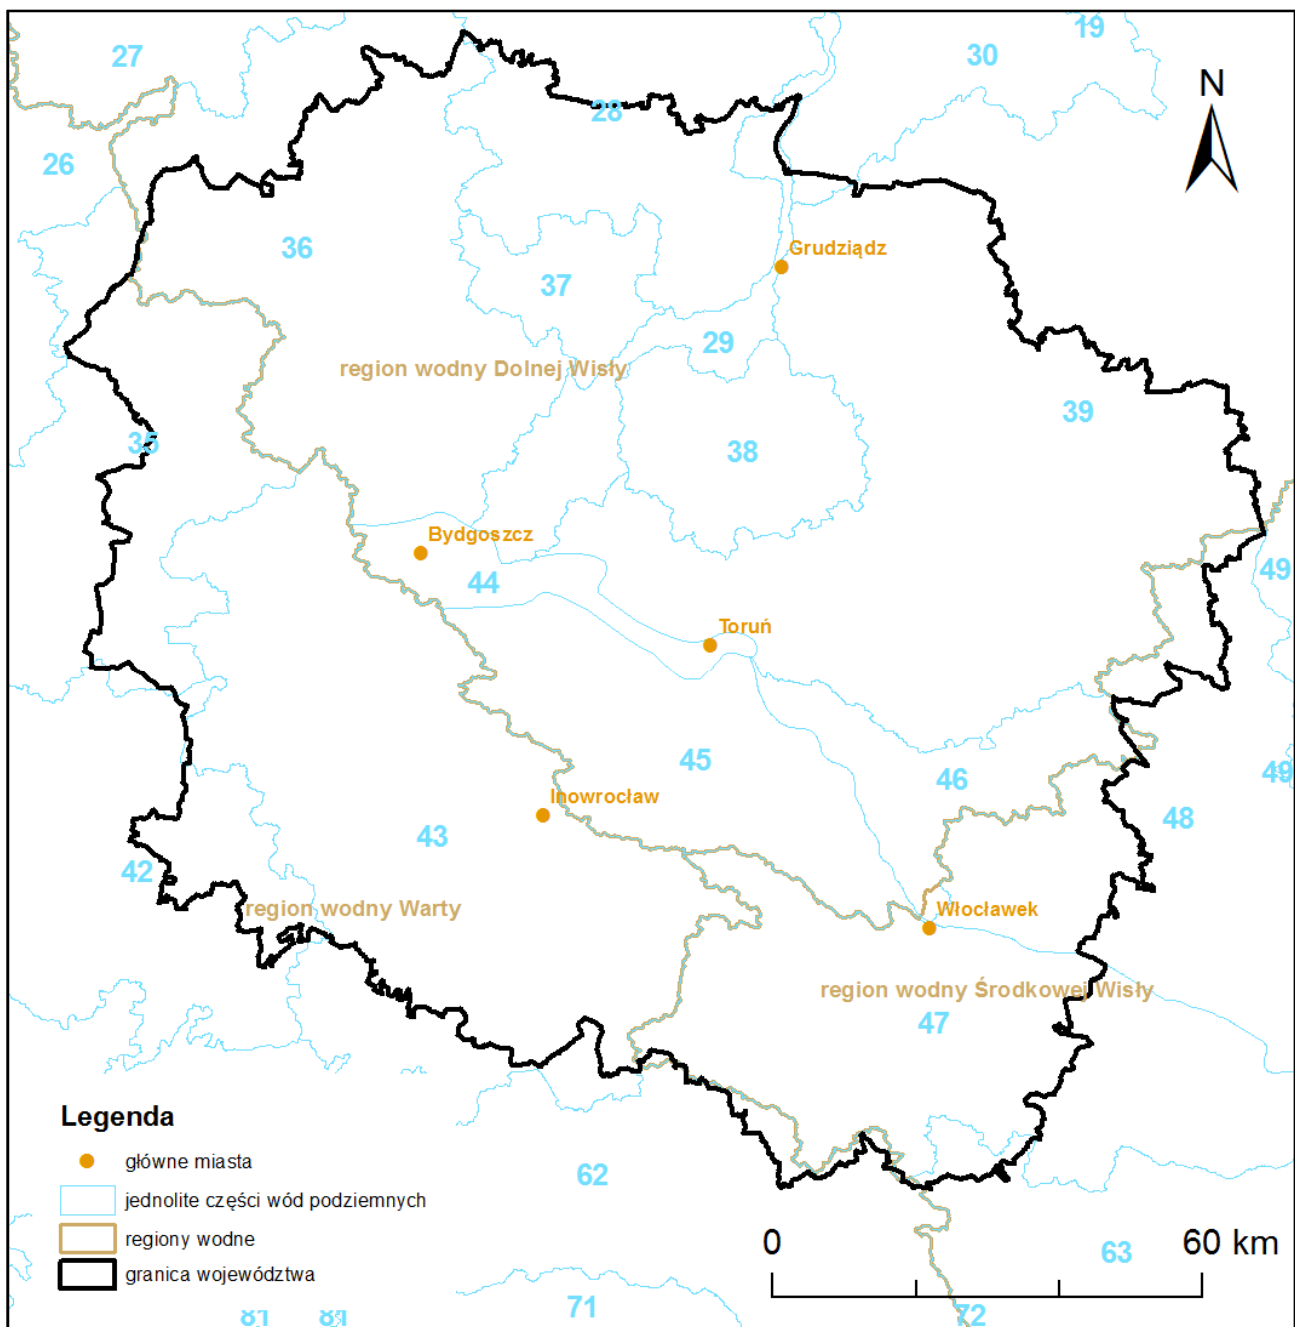 19
27
30
N
28
26
36
Grudziądz
37
29
region wodny Dolnej Wisły
39
35
38
Bydgoszcz
49
44
Toruń
45
46
49
Inowrocław
48
43
42
region wodny Warty
Włocławek
region wodny Środkowej Wisły
47
Legenda
główne miasta
62
jednolite części wód podziemnych
regiony wodne
0
60 km
63
granica województwa
71
81
81
72